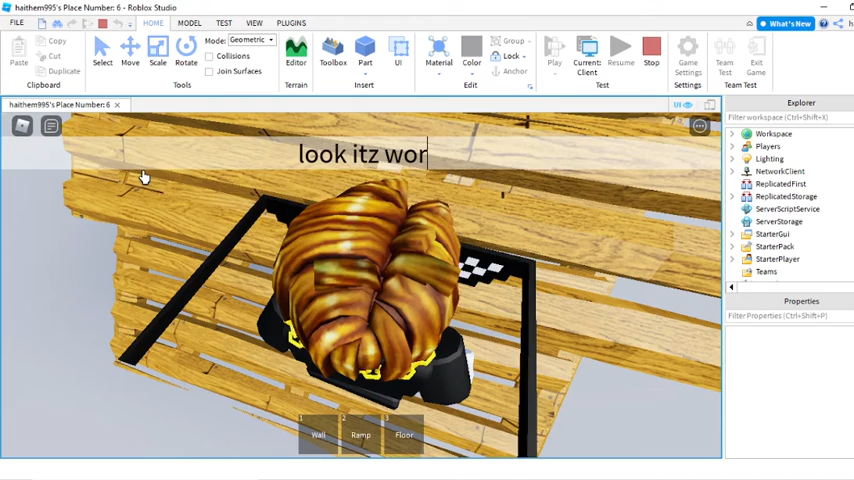 haithem995's Place Number: 6 - Roblox Studio
FILE
HOME
MODEL
TEST
VIEW
PLUGINS
What's New
Paste
Copy
Cut
Duplicate
Clipboard
Select
Move
Scale
Mode: Geometric
Collisions
Join Surfaces
Tools
Editor
Terrain
Toolbox
Part
UI
Insert
Material
Color
Group
Lock
Anchor
Edit
Play
Current:
Client
Resume
Stop
Test
Game
Settings
Settings
Team
Test
Exit
Game
Team Test
haithem995's Place Number: 6
UI
look itz wor
1
Wall
2
Ramp
3
Floor
Explorer
Filter workspace (Ctrl+Shift+X)
Workspace
Players
Lighting
NetworkClient
ReplicatedFirst
ReplicatedStorage
ServerScriptService
ServerStorage
StarterGui
StarterPack
StarterPlayer
Teams
Properties
Filter Properties (Ctrl+Shift+P)